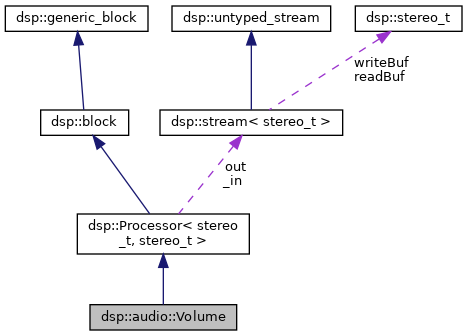 dsp::generic_block
dsp::untyped_stream
dsp::stereo_t
writeBuf
readBuf
dsp::block
dsp::stream< stereo_t >
out
_in
dsp::Processor< stereo
_t, stereo_t >
dsp::audio::Volume